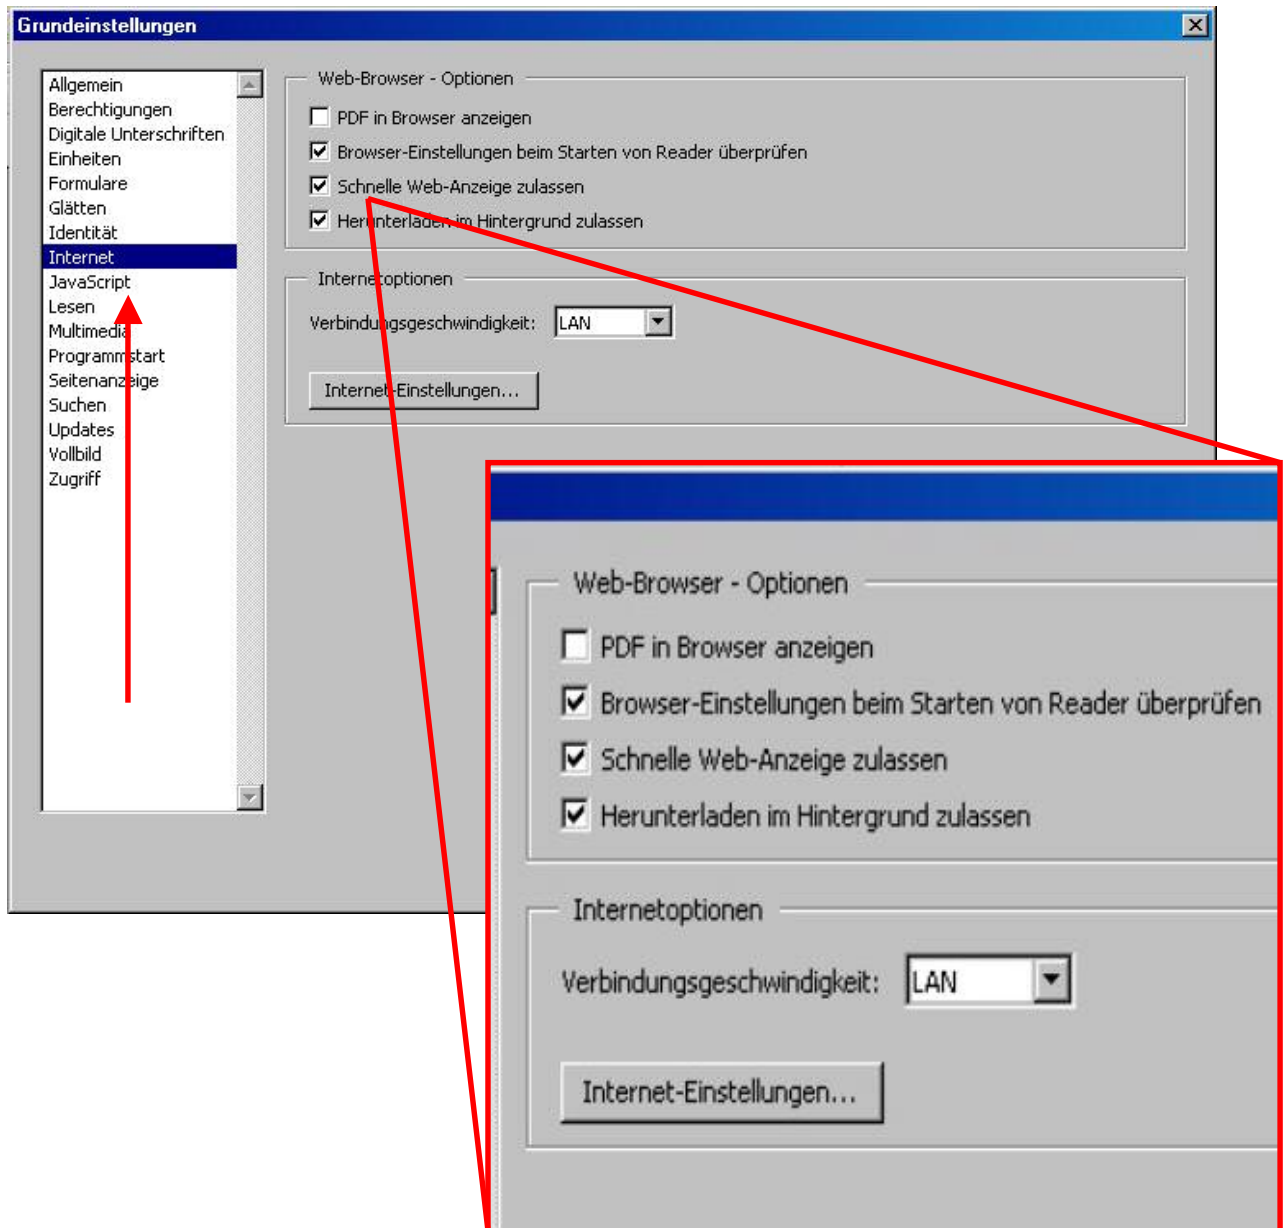 Grundeinstellungen
Allgemein
Berechtigungen
Digitale Unterschriften
Einheiten
Formulare
Glätten
Identität
Internet
JavaScript
Lesen
Multimedia
Programmstart
Seitenanzeige
Suchen
Updates
Vollbild
Zugriff
Web-Browser - Optionen
PDF in Browser anzeigen
Browser-Einstellungen beim Starten von Reader überprüfen
Schnelle Web-Anzeige zulassen
Herunterladen im Hintergrund zulassen
Internetoptionen
Verbindungsgeschwindigkeit: LAN
Internet-Einstellungen...
Web-Browser - Optionen
PDF in Browser anzeigen
Browser-Einstellungen beim Starten von Reader überprüfen
Schnelle Web-Anzeige zulassen
Herunterladen im Hintergrund zulassen
Internetoptionen
Verbindungsgeschwindigkeit: LAN
Internet-Einstellungen...